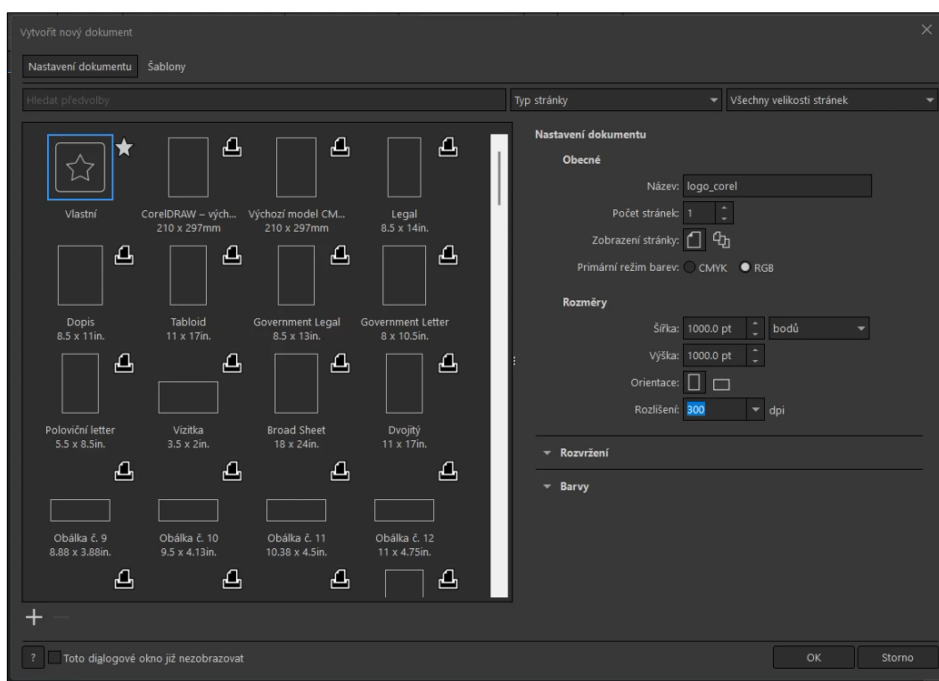 Vytvořit nový dokument
Nastavení dokumentu Šablony
Hledat předvolby
Typ stránky
Všechny velikosti stránek
Vlastní
CorelDRAW – vých...
210 x 297mm
Výchozí model CM...
210 x 297mm
Legal
8.5 x 14in.
Dopis
8.5 x 11in.
Tabloid
11 x 17in.
Government Legal
8.5 x 13in.
Government Letter
8 x 10.5in.
Poloviční letter
5.5 x 8.5in.
Vizitka
3.5 x 2in.
Broad Sheet
18 x 24in.
Dvojitý
11 x 17in.
Obálka č. 9
8.88 x 3.88in.
Obálka č. 10
9.5 x 4.13in.
Obálka č. 11
10.38 x 4.5in.
Obálka č. 12
11 x 4.75in.
Nastavení dokumentu
Obecné
Název: logo_corel
Počet stránek: 1
Zobrazení stránky:
Primární režim barev: CMYK RGB
Rozměry
Šířka: 1000.0 pt bodů
Výška: 1000.0 pt
Orientace:
Rozlišení: 300 dpi
Rozvržení
Barvy
? Toto dialogové okno již nezobrazovat
OK Storno